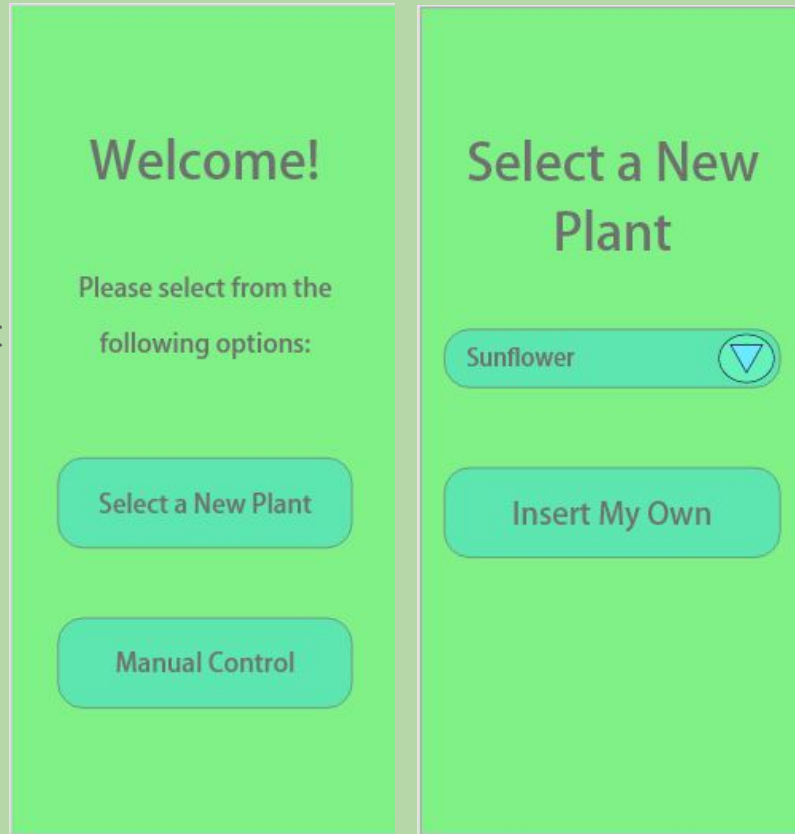 Welcome!
Please select from the
following options:
Select a New Plant
Manual Control
Select a New
Plant
Sunflower
Insert My Own